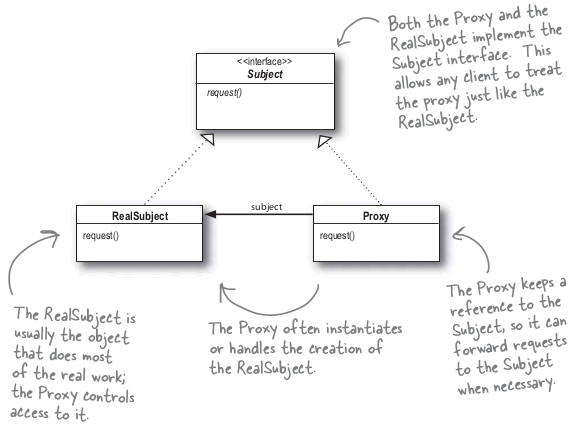 Both the Proxy and the
RealSubject implement the
Subject interface. This
allows any client to treat
the proxy just like the
RealSubject.
<<interface>>
Subject
request()
RealSubject
request()
subject
Proxy
request()
The RealSubject is
usually the object
that does most
of the real work;
the Proxy controls
access to it.
The Proxy often instantiates
or handles the creation of
the RealSubject.
The Proxy keeps a
reference to the
Subject, so it can
forward requests
to the Subject
when necessary.